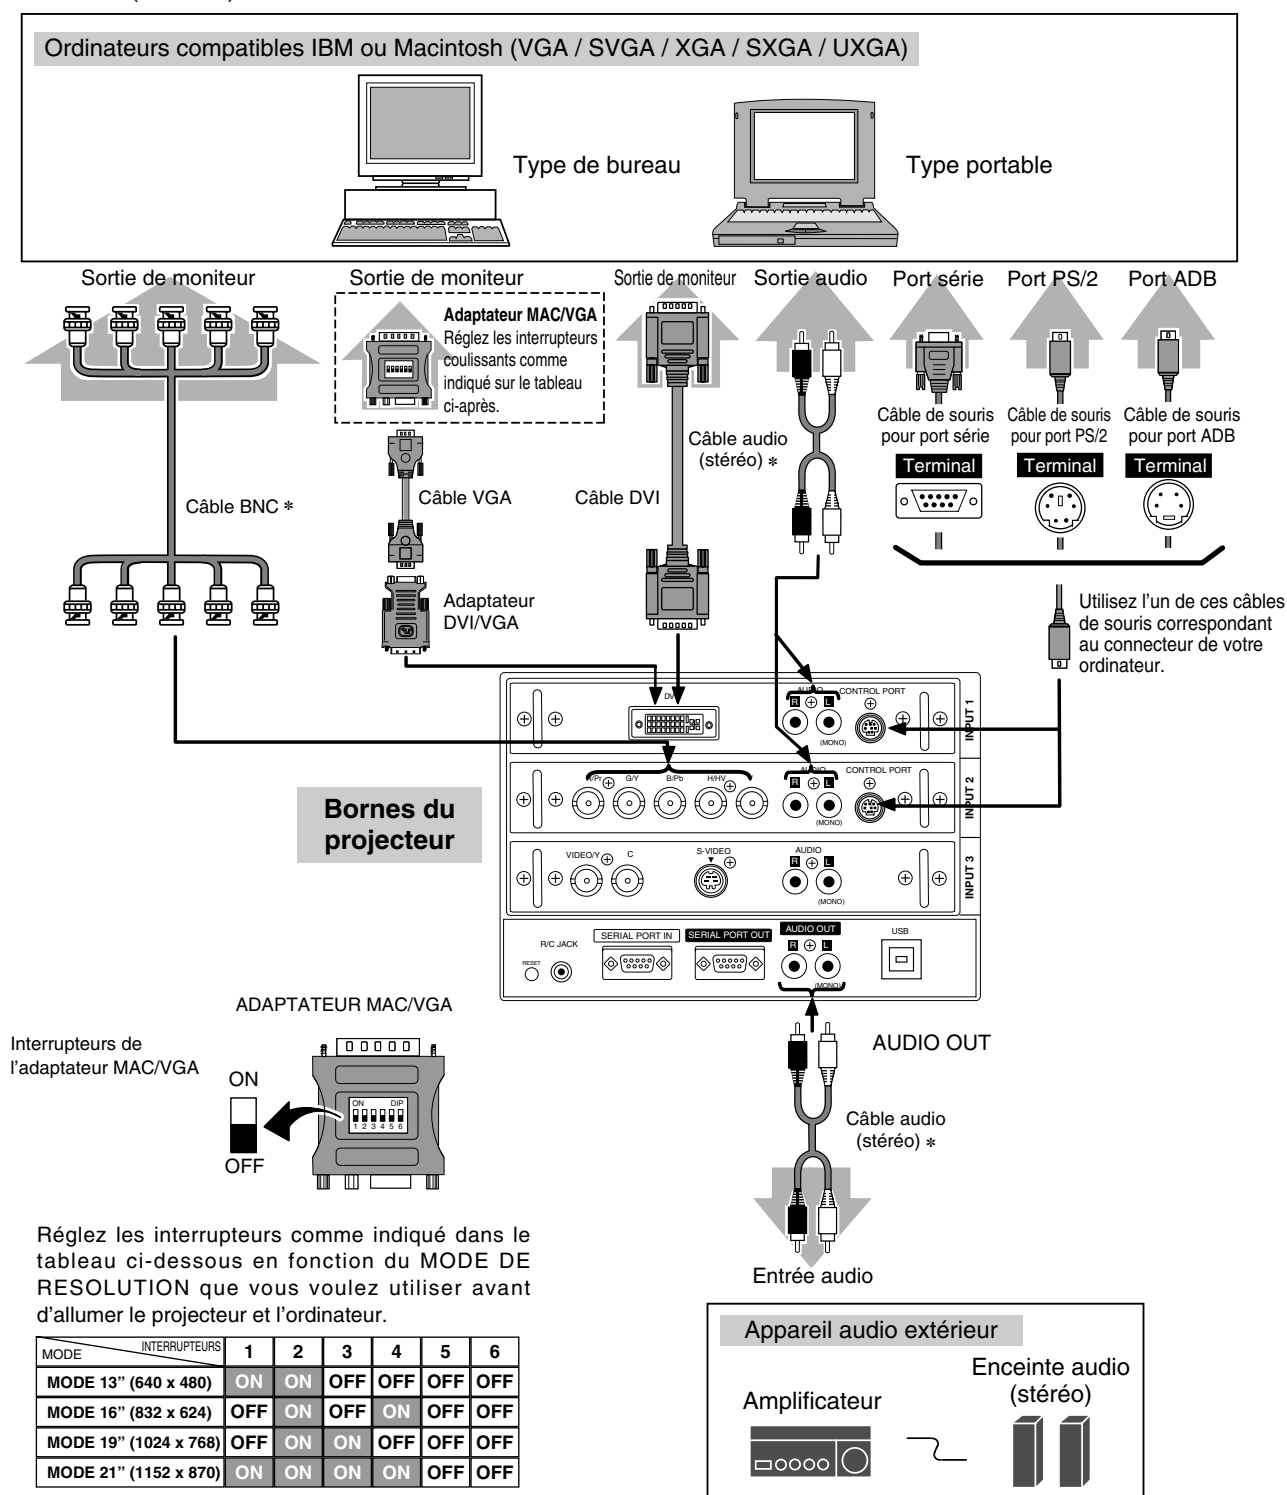 Ordinateurs compatibles IBM ou Macintosh (VGA / SVGA / XGA / SXGA / UXGA)
Type de bureau
Type portable
Sortie de moniteur
Sortie de moniteur
Sortie de moniteur
Sortie audio
Port série
Port PS/2
Port ADB
Adaptateur MAC/VGA
Réglez les interrupteurs
coulissants comme
indiqué sur le tableau
ci-après.
Câble audio
(stéréo) *
Câble de souris
pour port série
Câble de souris
pour port PS/2
Câble de souris
pour port ADB
Terminal
Terminal
Terminal
Câble BNC *
Câble VGA
Câble DVI
Adaptateur
DVI/VGA
Utilisez l'un de ces câbles
de souris correspondant
au connecteur de votre
ordinateur.
AUDIO
R
L
(MONO)
CONTROL PORT
INPUT 1
Bornes du
projecteur
G/Y
B/Pb
H/HV
AUDIO
R
L
(MONO)
CONTROL PORT
INPUT 2
VIDEO/Y
C
S-VIDEO
AUDIO
R
L
(MONO)
INPUT 3
R/C JACK
RESET
SERIAL PORT IN
SERIAL PORT OUT
AUDIO OUT
R
L
(MONO)
USB
ADAPTATEUR MAC/VGA
Interrupteurs de
l'adaptateur MAC/VGA
ON
OFF
ON DIP
1 2 3 4 5 6
AUDIO OUT
Câble audio
(stéréo) *
Entrée audio
Réglez les interrupteurs comme indiqué dans le
tableau ci-dessous en fonction du MODE DE
RESOLUTION que vous voulez utiliser avant
d'allumer le projecteur et l'ordinateur.
MODE INTERRUPTEURS 1 2 3 4 5 6
MODE 13" (640 x 480) ON ON OFF OFF OFF OFF
MODE 16" (832 x 624) OFF ON OFF ON OFF OFF
MODE 19" (1024 x 768) OFF ON ON OFF OFF OFF
MODE 21" (1152 x 870) ON ON ON ON OFF OFF
Appareil audio extérieur
Amplificateur
Enceinte audio
(stéréo)